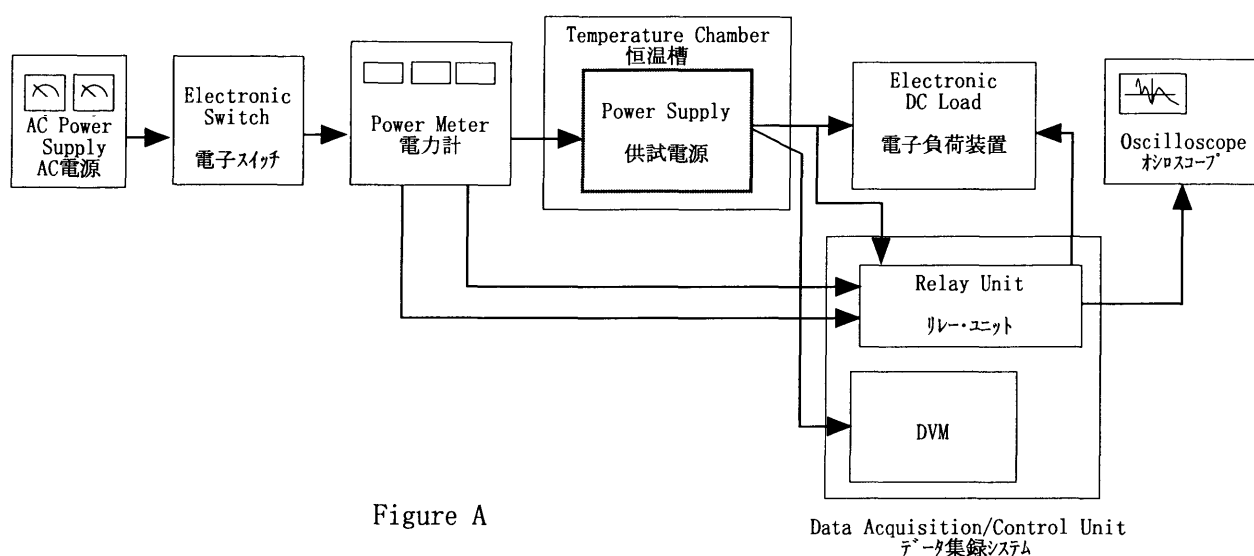 AC Power
Supply
AC電源
Electronic
Switch
電子スイッチ
Power Meter
電力計
Temperature Chamber
恒温槽
Power Supply
供試電源
Electronic
DC Load
電子負荷装置
Oscilloscope
オシロスコープ
Relay Unit
リレー・ユニット
DVM
Data Acquisition/Control Unit
データ集録システム
Figure A